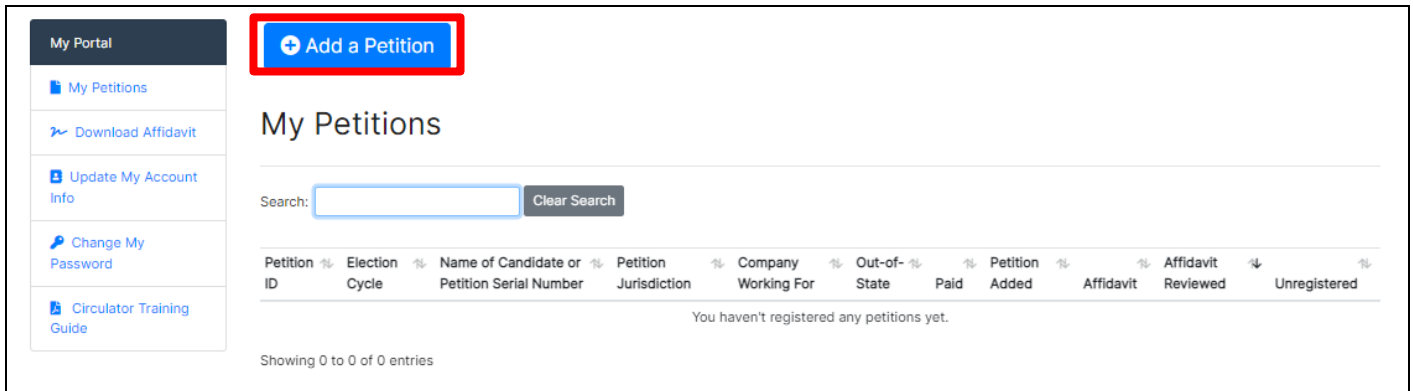 My Portal
My Petitions
Download Affidavit
Update My Account
Info
Change My
Password
Circulator Training
Guide
Add a Petition
My Petitions
Search:
Clear Search
Petition Election Name of Candidate or Petition Company Out-of- Petition Affidavit
ID Cycle Petition Serial Number Jurisdiction Working For State Paid Added Affidavit Reviewed Unregistered
You haven't registered any petitions yet.
Showing 0 to 0 of 0 entries